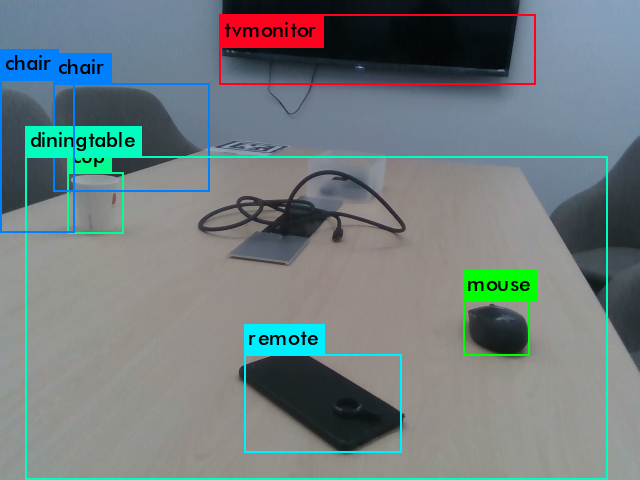 tvmonitor
chair
chair
diningtable
cup
mouse
remote